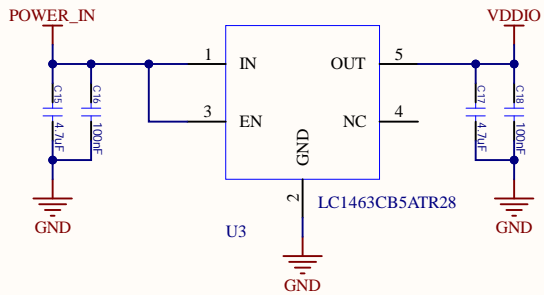 POWER_IN
VDDIO
1
IN
OUT
5
C15
4.7uF
C16
100nF
3
EN
NC
4
C17
4.7uF
C18
100nF
GND
2
LC1463CB5ATR28
GND
U3
GND
GND